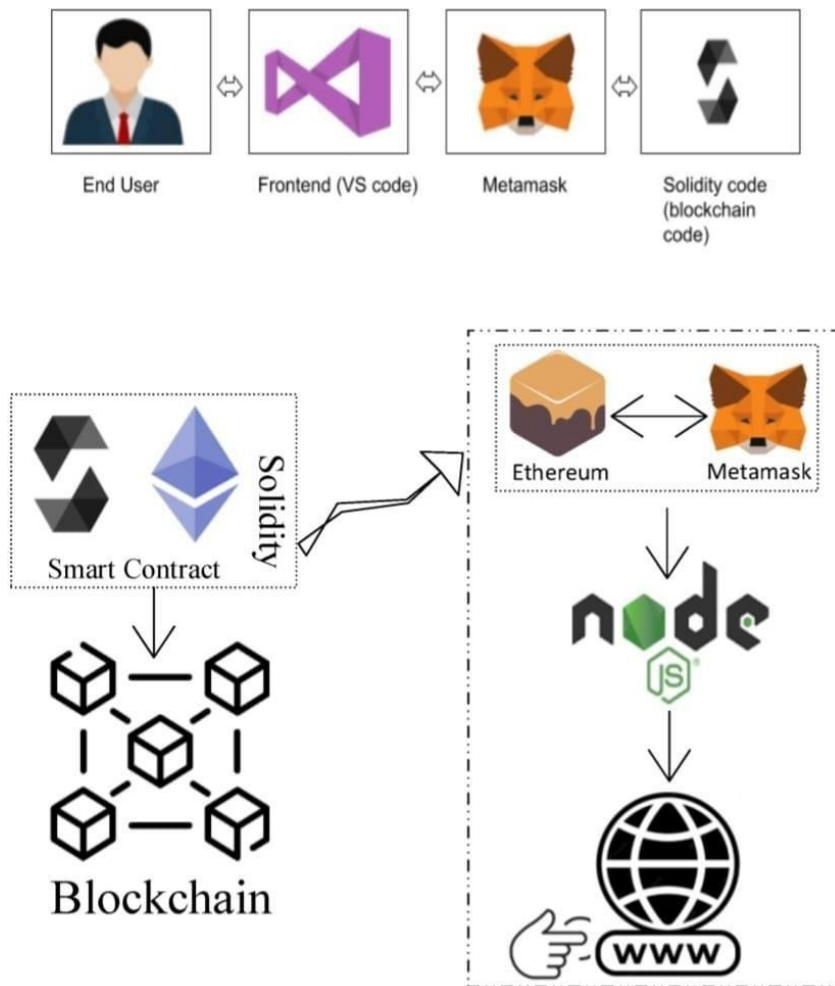 End User
Frontend (VS code)
Metamask
Solidity code
(blockchain
code)
Solidity
Smart Contract
Ethereum
Metamask
node
JS
Blockchain
www